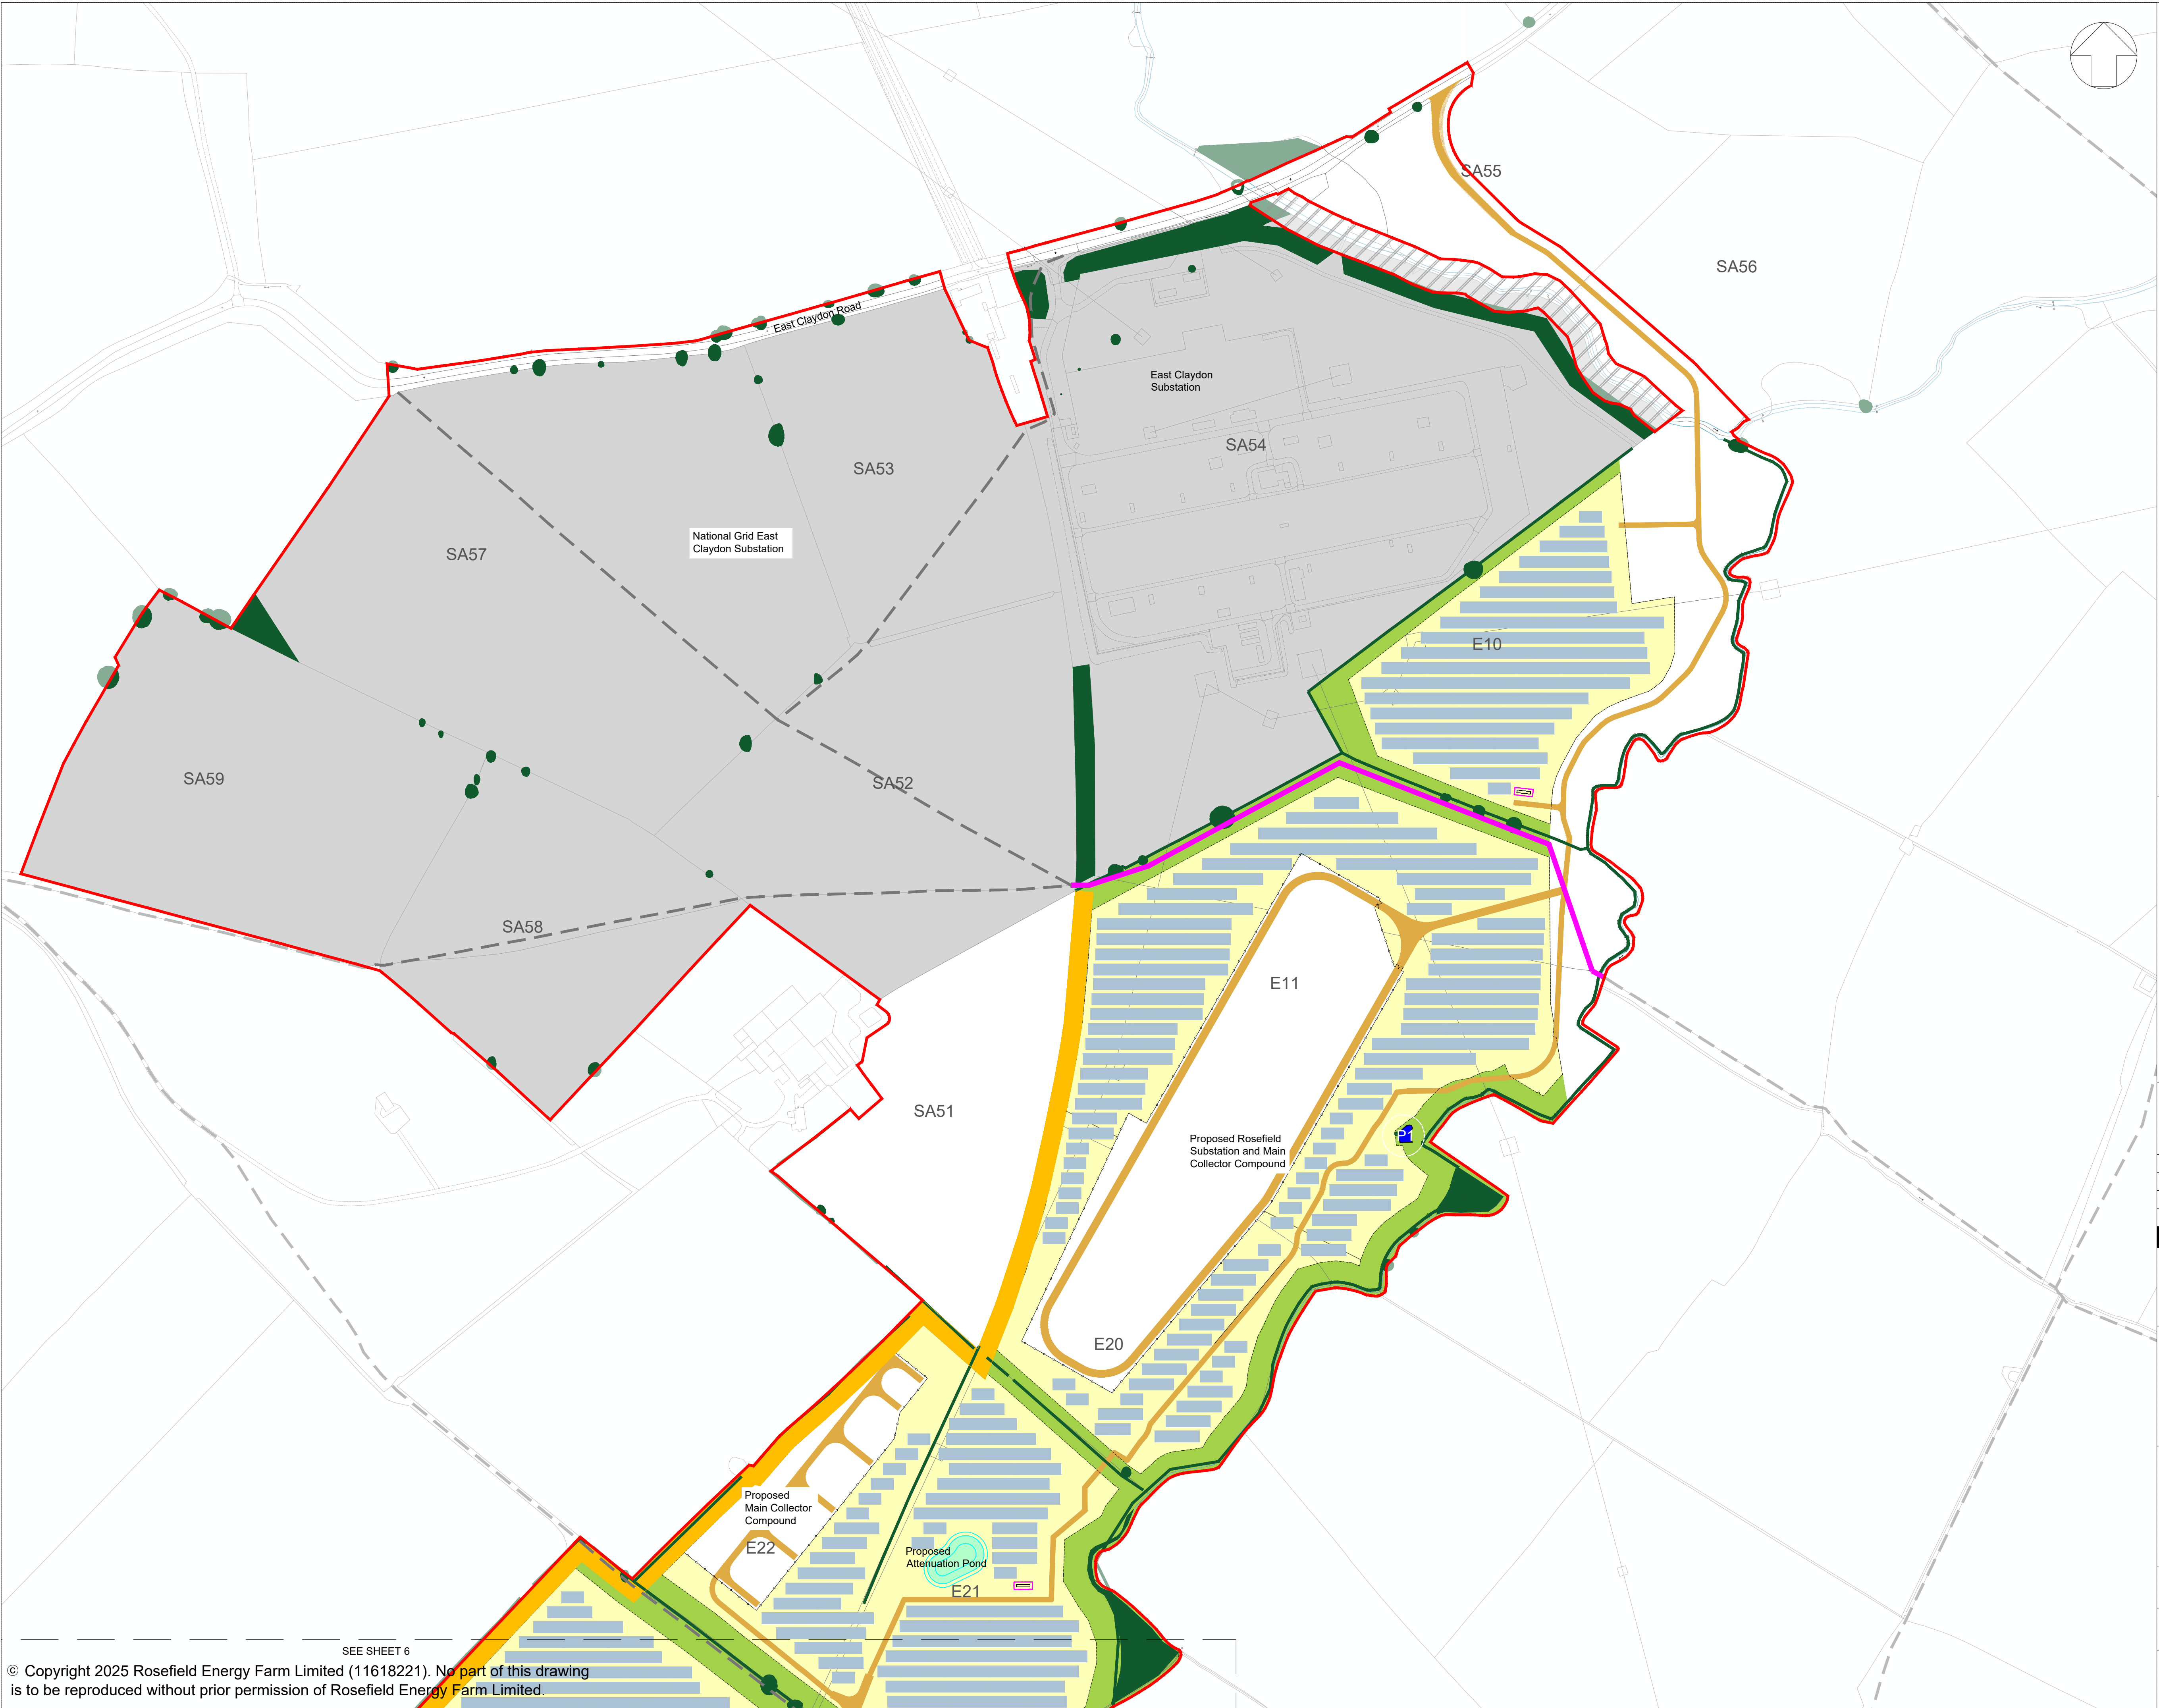 SA55
SA56
East Claydon Road
East Claydon
Substation
SA54
SA53
National Grid East
Claydon Substation
SA57
E10
SA59
SA52
SA58
E11
SA51
P1
Proposed Rosefield
Substation and Main
Collector Compound
E20
Proposed
Main Collector
Compound
E22
Proposed
Attenuation Pond
E21
SEE SHEET 6
© Copyright 2025 Rosefield Energy Farm Limited (11618221). No part of this drawing
is to be reproduced without prior permission of Rosefield Energy Farm Limited.